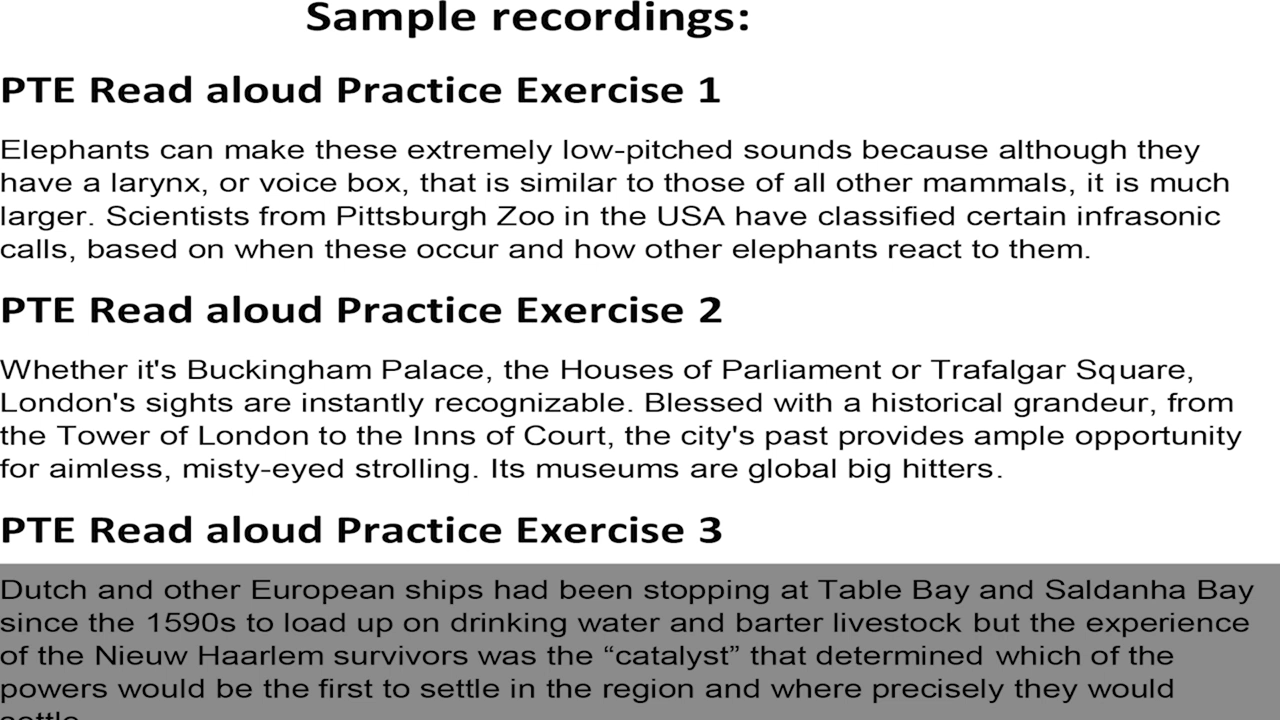 Sample recordings:
PTE Read aloud Practice Exercise 1
Elephants can make these extremely low-pitched sounds because although they
have a larynx, or voice box, that is similar to those of all other mammals, it is much
larger. Scientists from Pittsburgh Zoo in the USA have classified certain infrasonic
calls, based on when these occur and how other elephants react to them.
PTE Read aloud Practice Exercise 2
Whether it's Buckingham Palace, the Houses of Parliament or Trafalgar Square,
London's sights are instantly recognizable. Blessed with a historical grandeur, from
the Tower of London to the Inns of Court, the city's past provides ample opportunity
for aimless, misty-eyed strolling. Its museums are global big hitters.
PTE Read aloud Practice Exercise 3
Dutch and other European ships had been stopping at Table Bay and Saldanha Bay
since the 1590s to load up on drinking water and barter livestock but the experience
of the Nieuw Haarlem survivors was the “catalyst” that determined which of the
powers would be the first to settle in the region and where precisely they would
settle